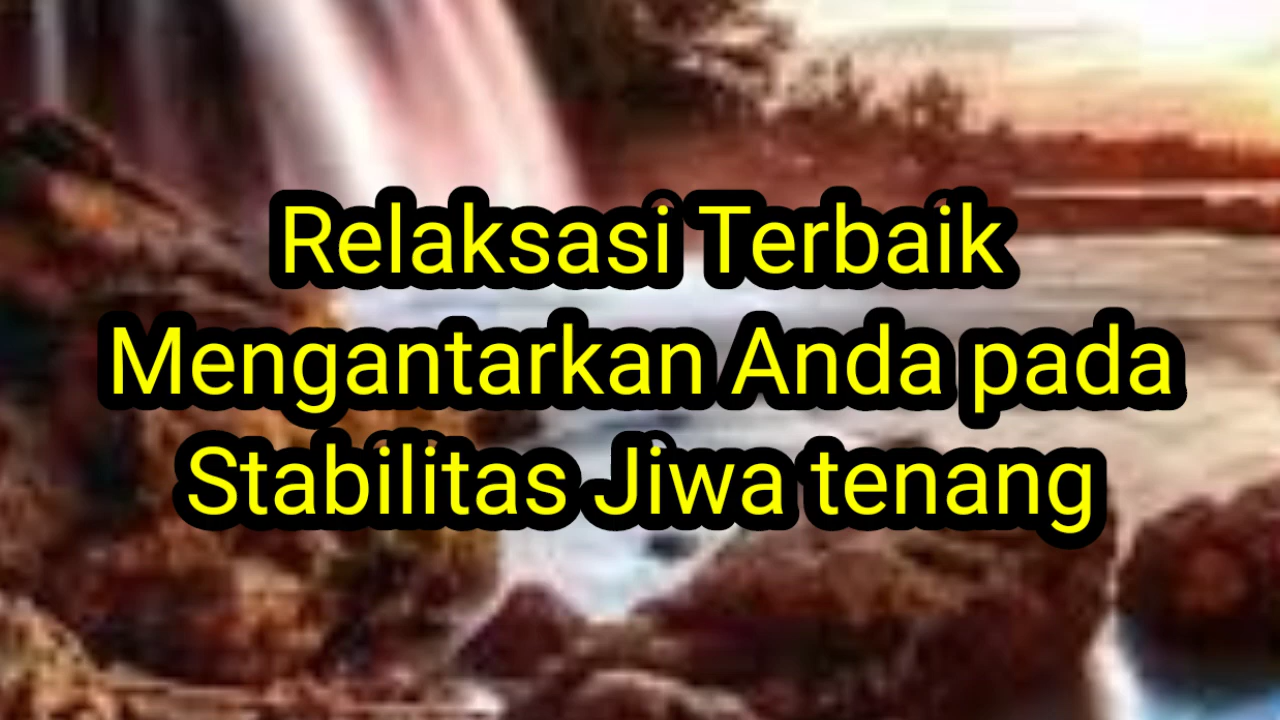 Relaksasi Terbaik
Mengantarkan Anda pada
Stabilitas Jiwa tenang